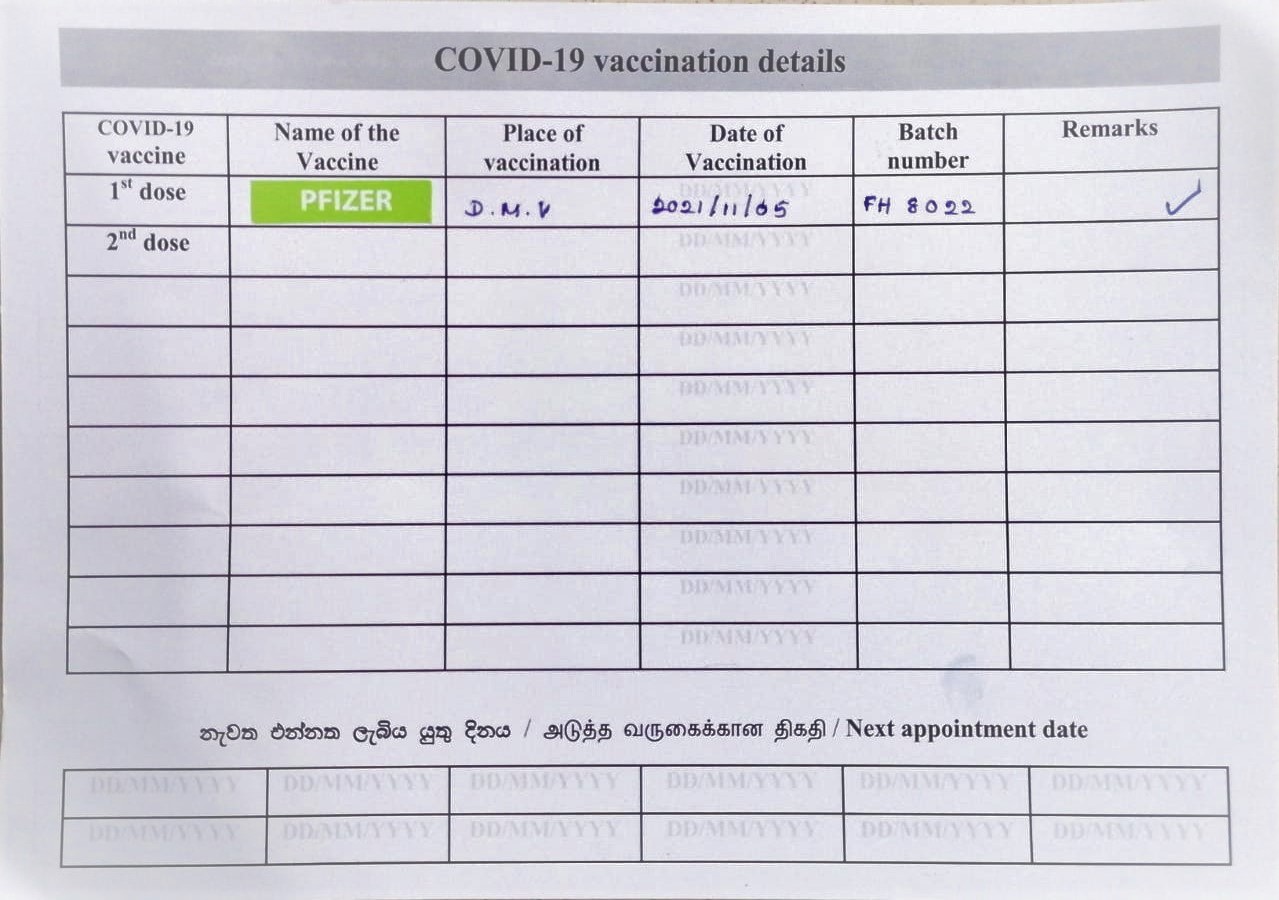 COVID-19 vaccination details
COVID-19 vaccine Name of the Vaccine Place of vaccination Date of Vaccination Batch number Remarks
DD/MM/YYYY
1st dose PFIZER D.M.V 2021/11/05 FH 8022 ✓
2nd dose DD/MM/YYYY
DD/MM/YYYY
DD/MM/YYYY
DD/MM/YYYY
DD/MM/YYYY
DD/MM/YYYY
DD/MM/YYYY
DD/MM/YYYY
DD/MM/YYYY
නැවත එන්නත ලැබිය යුතු දිනය / அடுத்த வருகைக்கான திகதி / Next appointment date
DD/MM/YYYY DD/MM/YYYY DD/MM/YYYY DD/MM/YYYY DD/MM/YYYY DD/MM/YYYY
DD/MM/YYYY DD/MM/YYYY DD/MM/YYYY DD/MM/YYYY DD/MM/YYYY DD/MM/YYYY